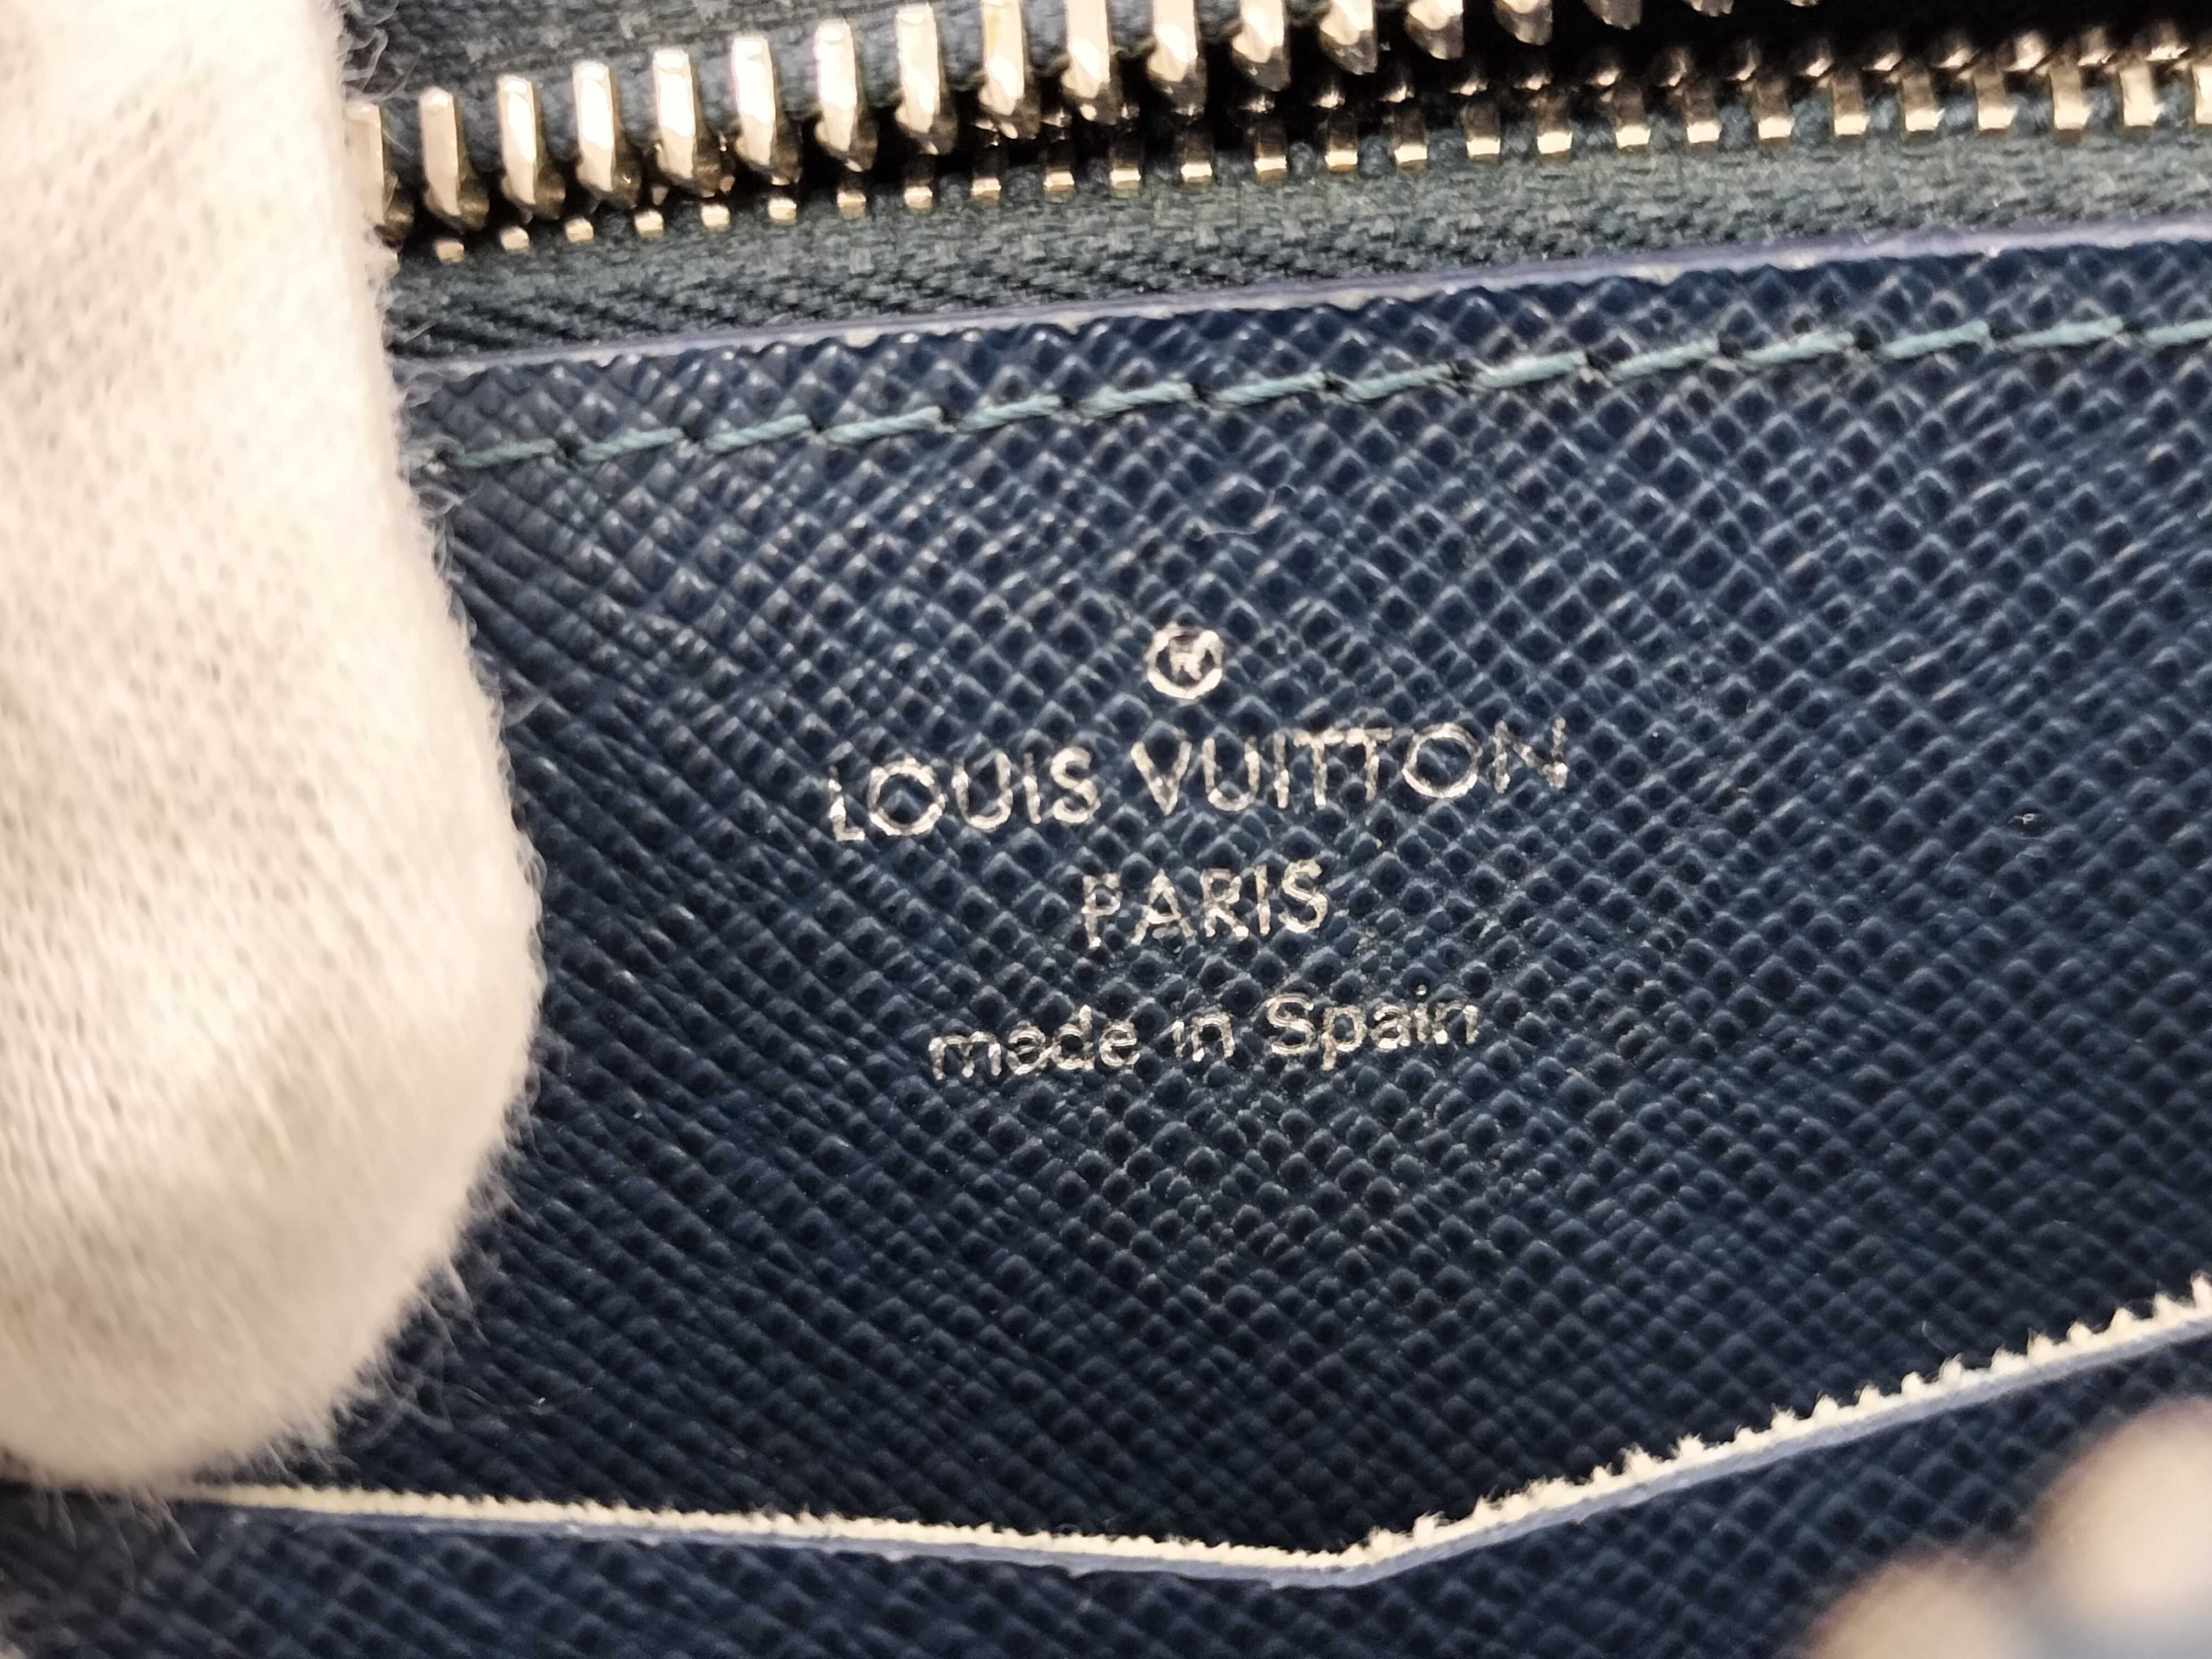 ®
LOUIS VUITTON
PARIS
made in Spain